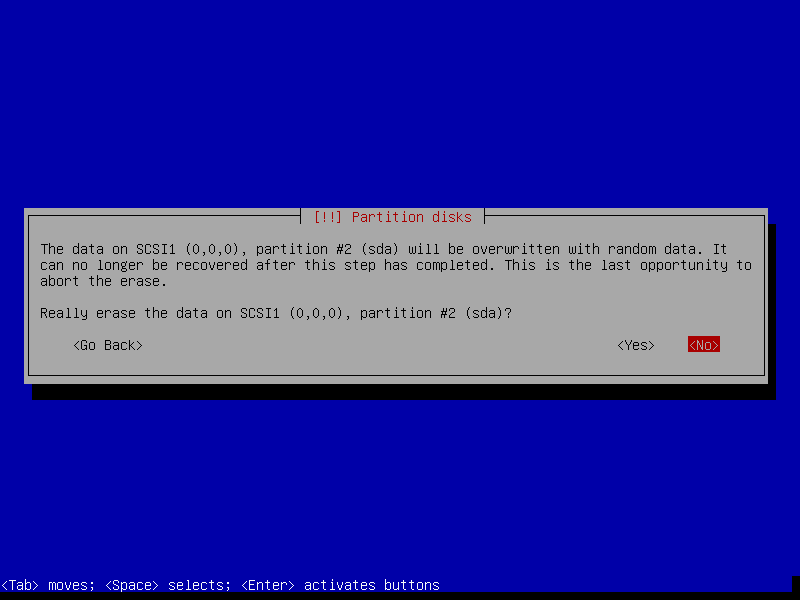 [!!] Partition disks
The data on SCSI1 (0,0,0), partition #2 (sda) will be overwritten with random data. It
can no longer be recovered after this step has completed. This is the last opportunity to
abort the erase.
Really erase the data on SCSI1 (0,0,0), partition #2 (sda)?
<Go Back> <Yes> <No>
<Tab> moves; <Space> selects; <Enter> activates buttons